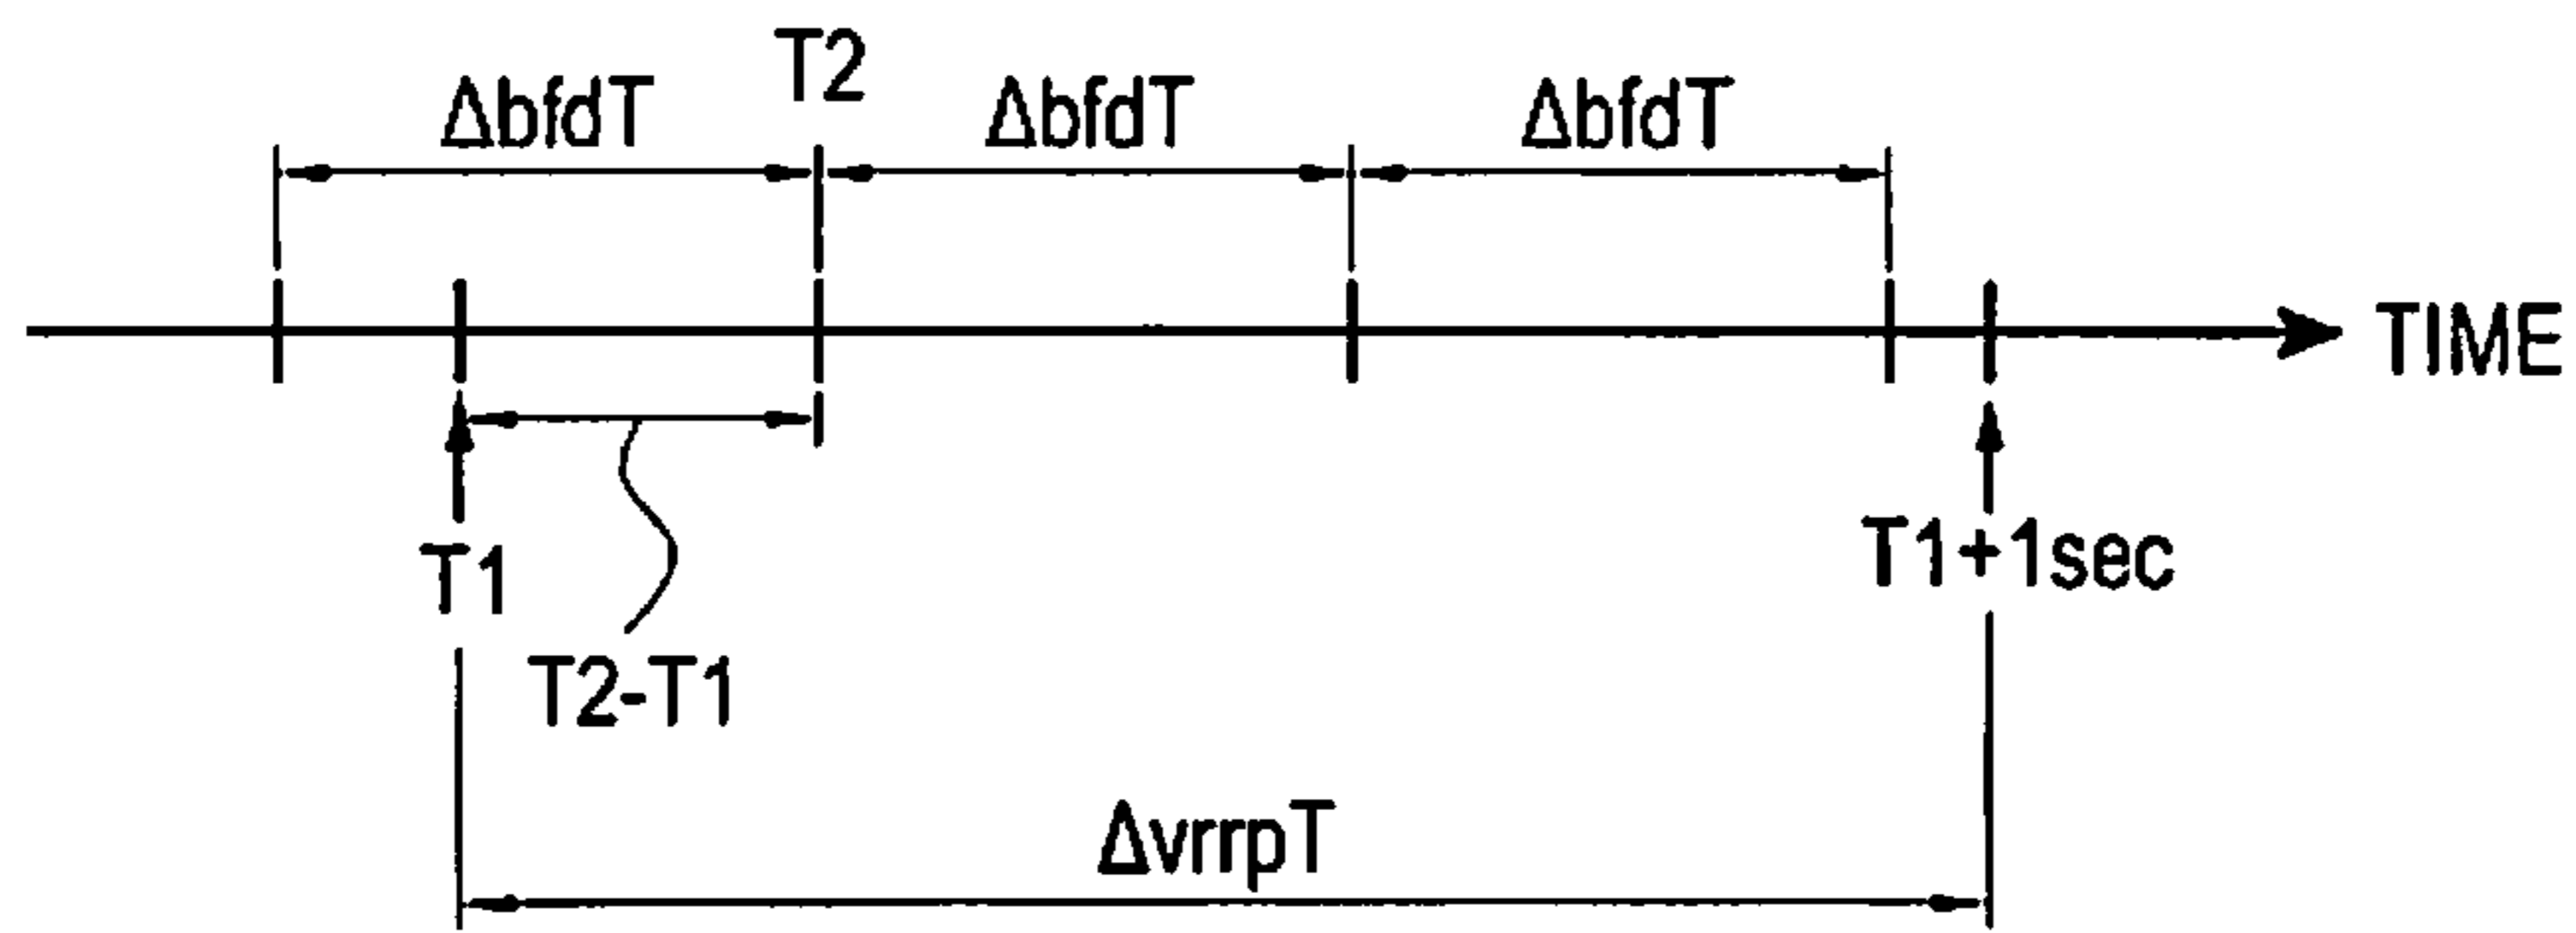 T2
ΔbfdT ΔbfdT ΔbfdT
TIME
T1
T1+1sec
T2-T1
ΔvrrpT